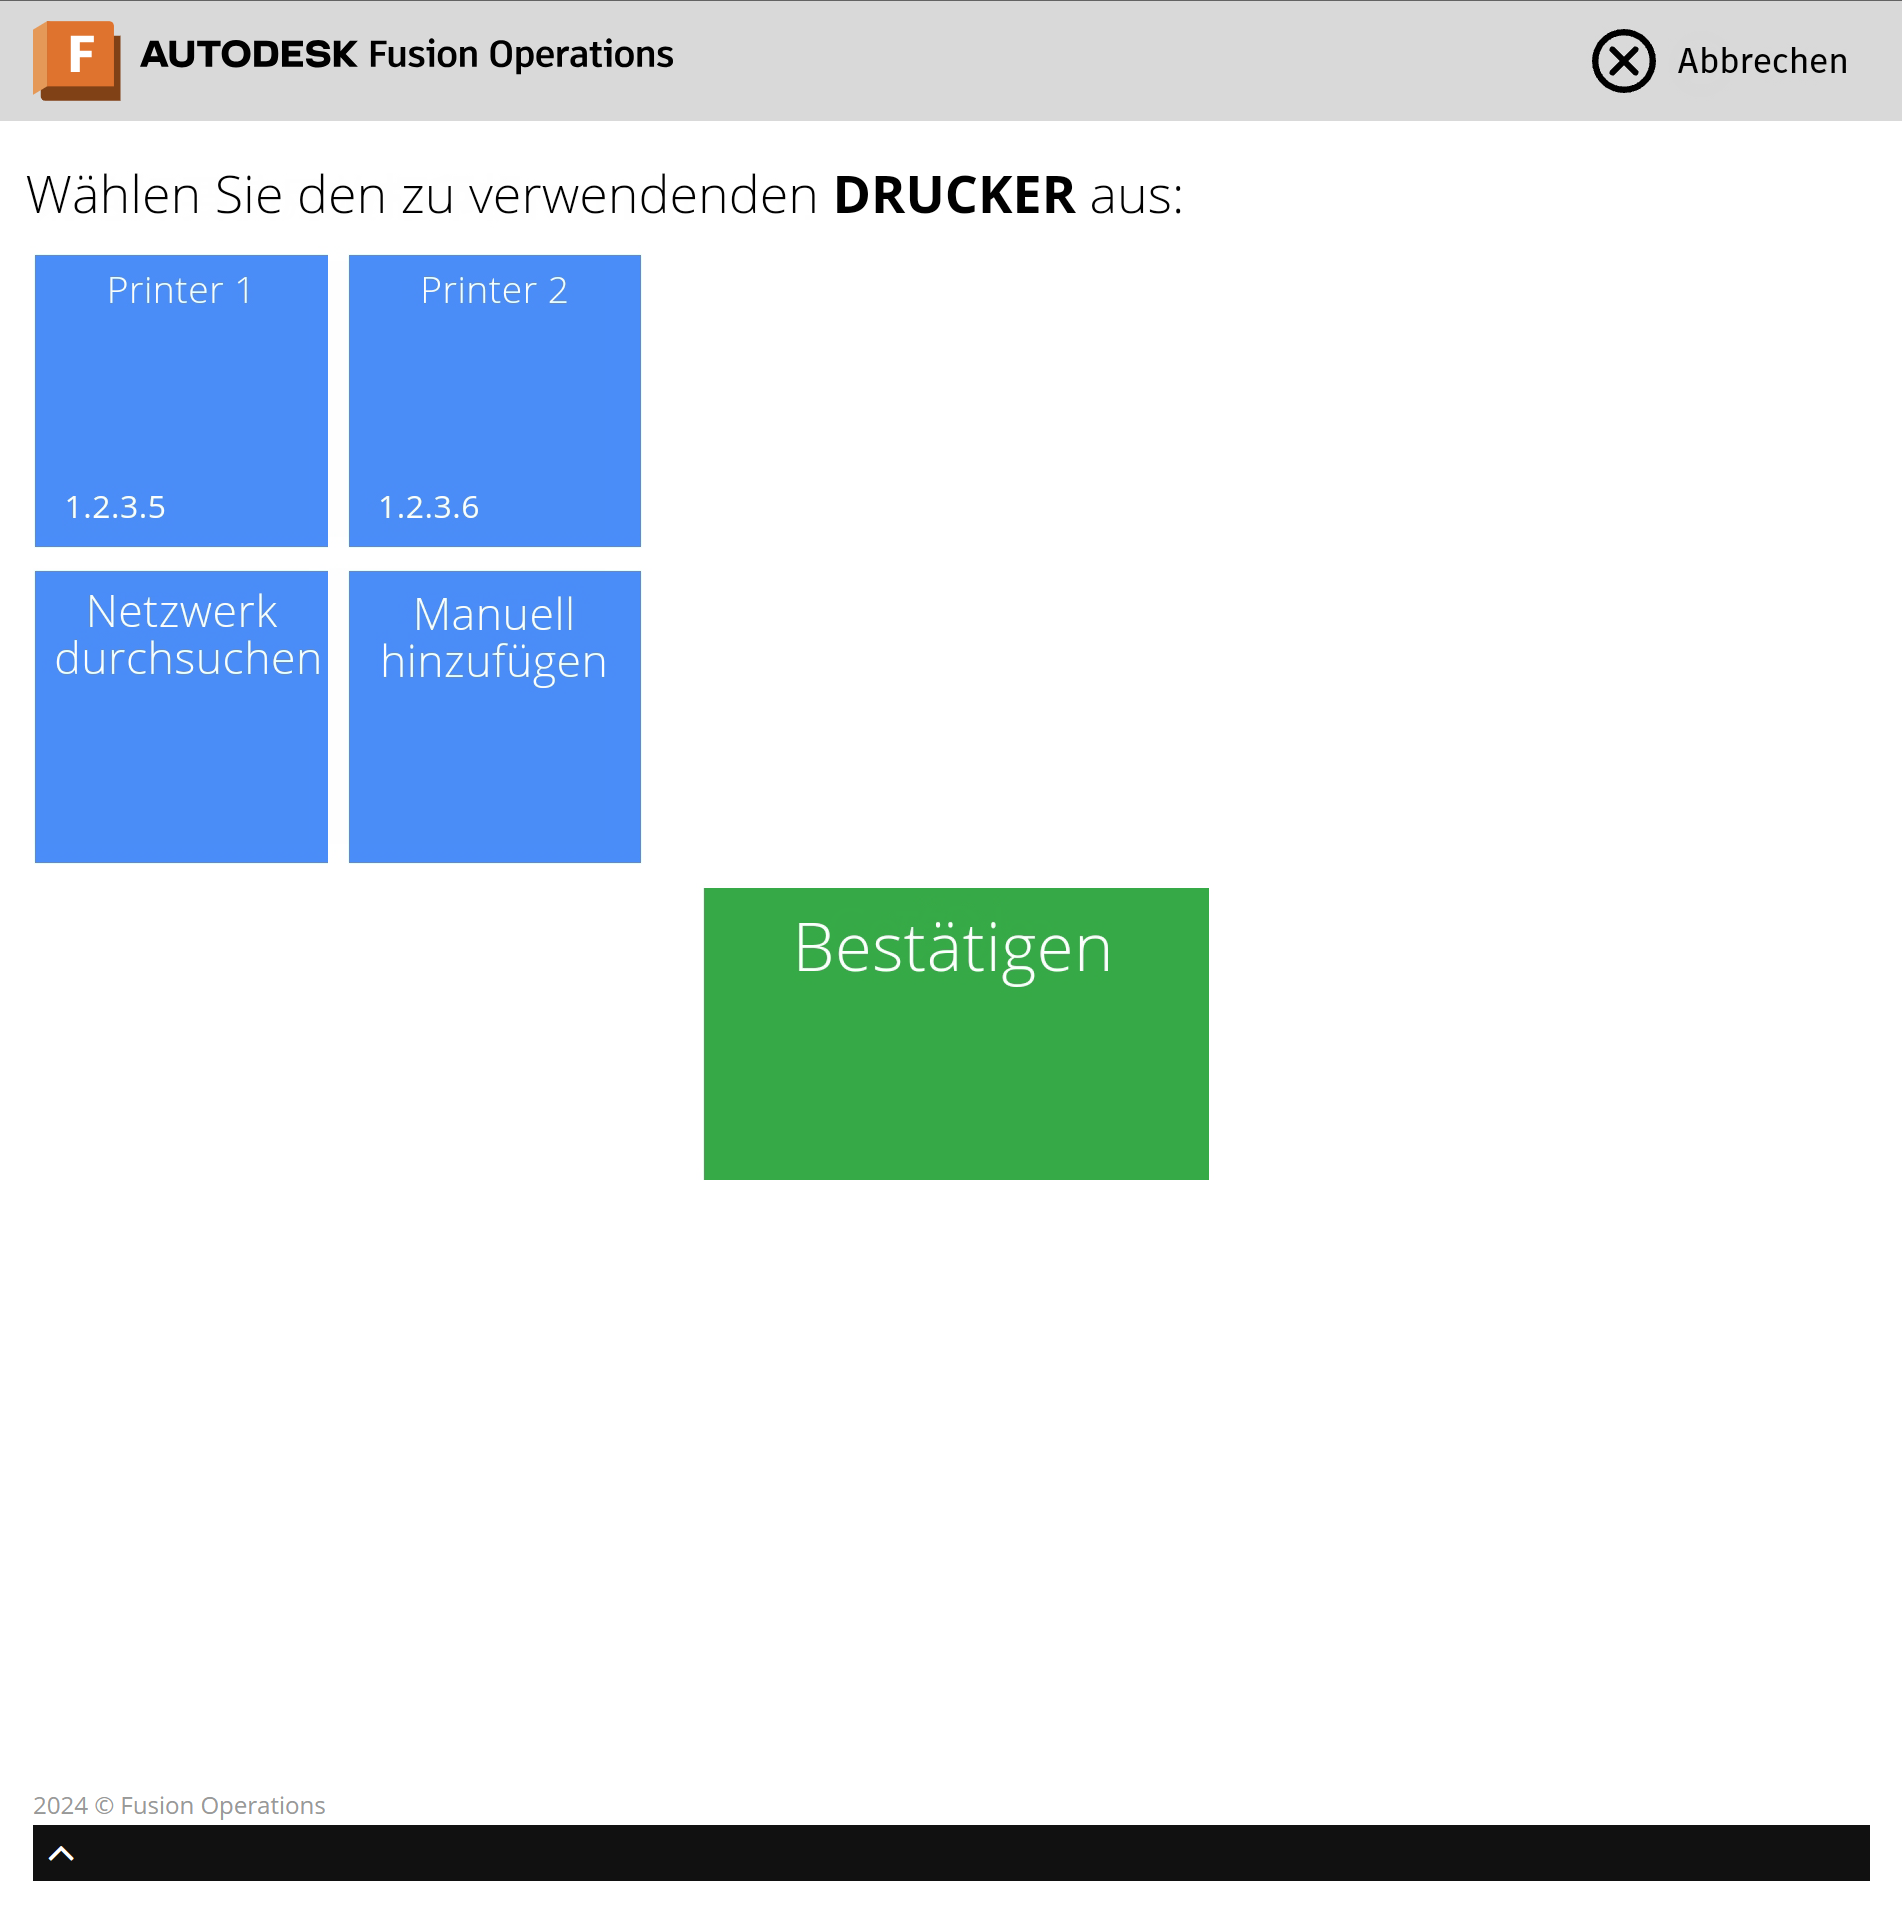 F AUTODESK Fusion Operations
Abbrechen
Wählen Sie den zu verwendenden DRUCKER aus:
Printer 1
1.2.3.5
Printer 2
1.2.3.6
Netzwerk
durchsuchen
Manuell
hinzufügen
Bestätigen
2024 © Fusion Operations